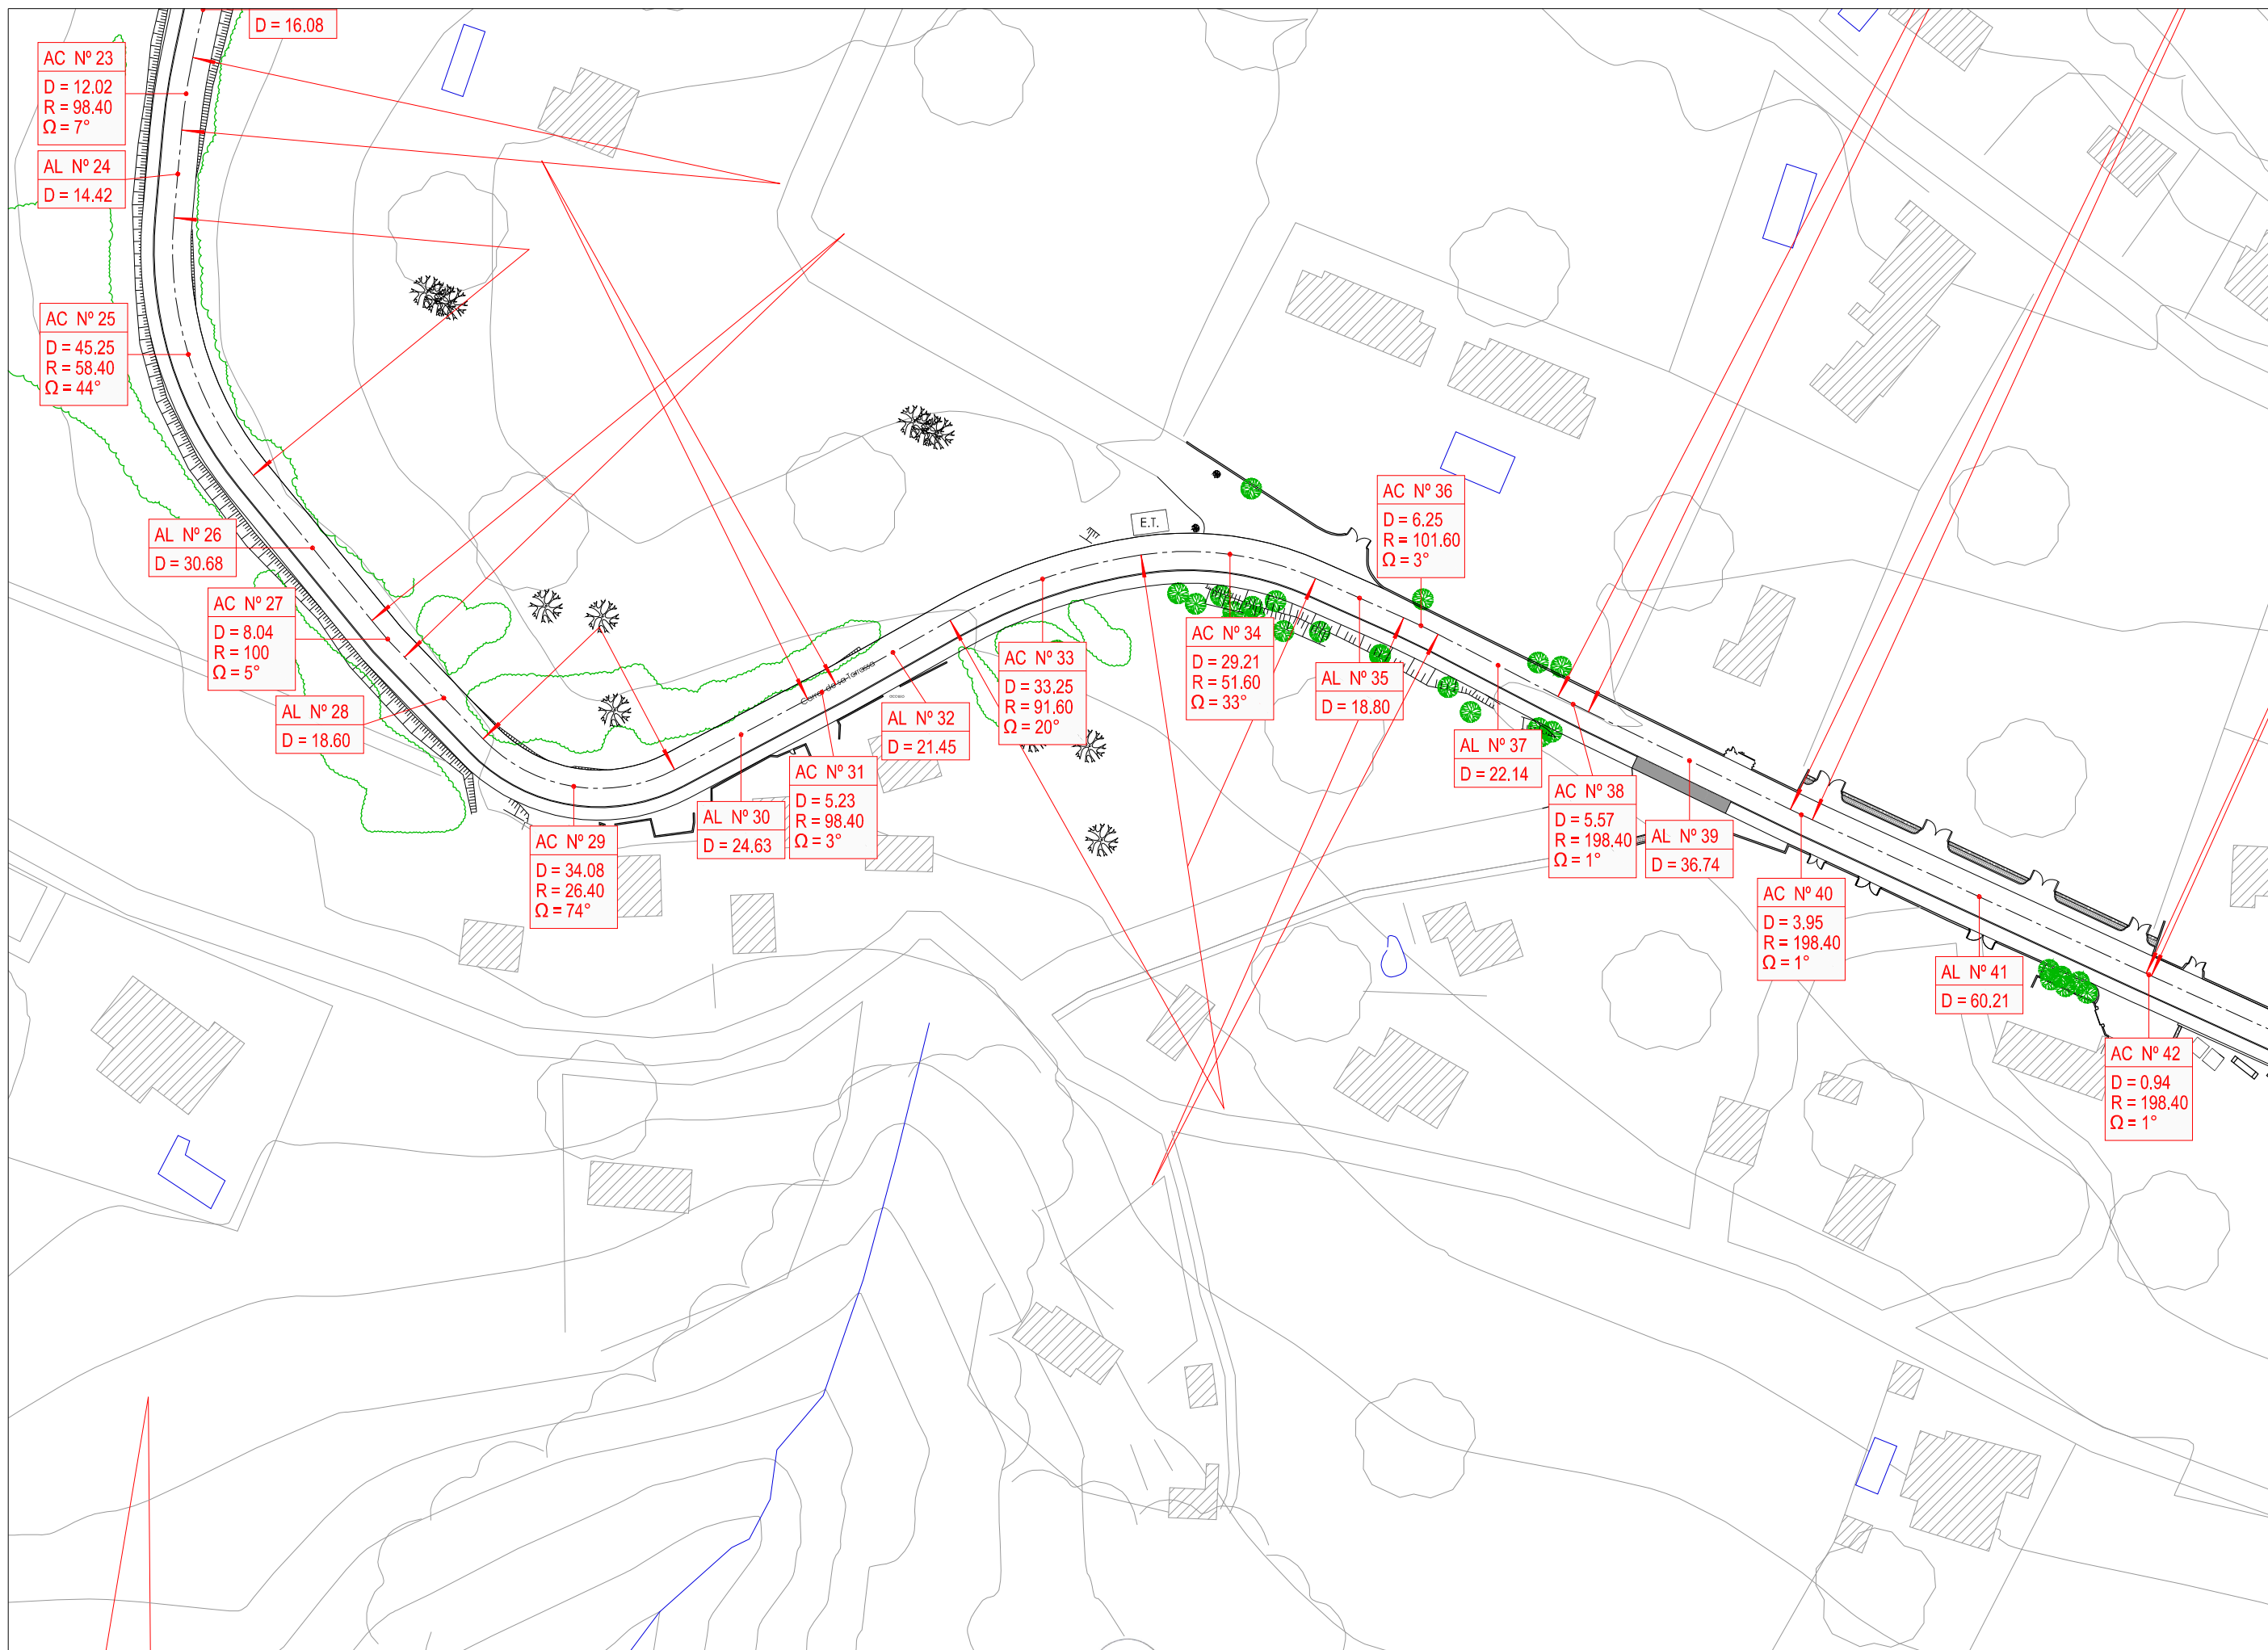 D = 16.08
AC Nº 23
D = 12.02
R = 98.40
Ω = 7°
AL Nº 24
D = 14.42
AC Nº 25
D = 45.25
R = 58.40
Ω = 44°
AL Nº 26
D = 30.68
AC Nº 27
D = 8.04
R = 100
Ω = 5°
AL Nº 28
D = 18.60
AC Nº 29
D = 34.08
R = 26.40
Ω = 74°
AL Nº 30
D = 24.63
AC Nº 31
D = 5.23
R = 98.40
Ω = 3°
AL Nº 32
D = 21.45
AC Nº 33
D = 33.25
R = 91.60
Ω = 20°
E.T.
AC Nº 34
D = 29.21
R = 51.60
Ω = 33°
AL Nº 35
D = 18.80
AC Nº 36
D = 6.25
R = 101.60
Ω = 3°
AL Nº 37
D = 22.14
AC Nº 38
D = 5.57
R = 198.40
Ω = 1°
AL Nº 39
D = 36.74
AC Nº 40
D = 3.95
R = 198.40
Ω = 1°
AL Nº 41
D = 60.21
AC Nº 42
D = 0.94
R = 198.40
Ω = 1°